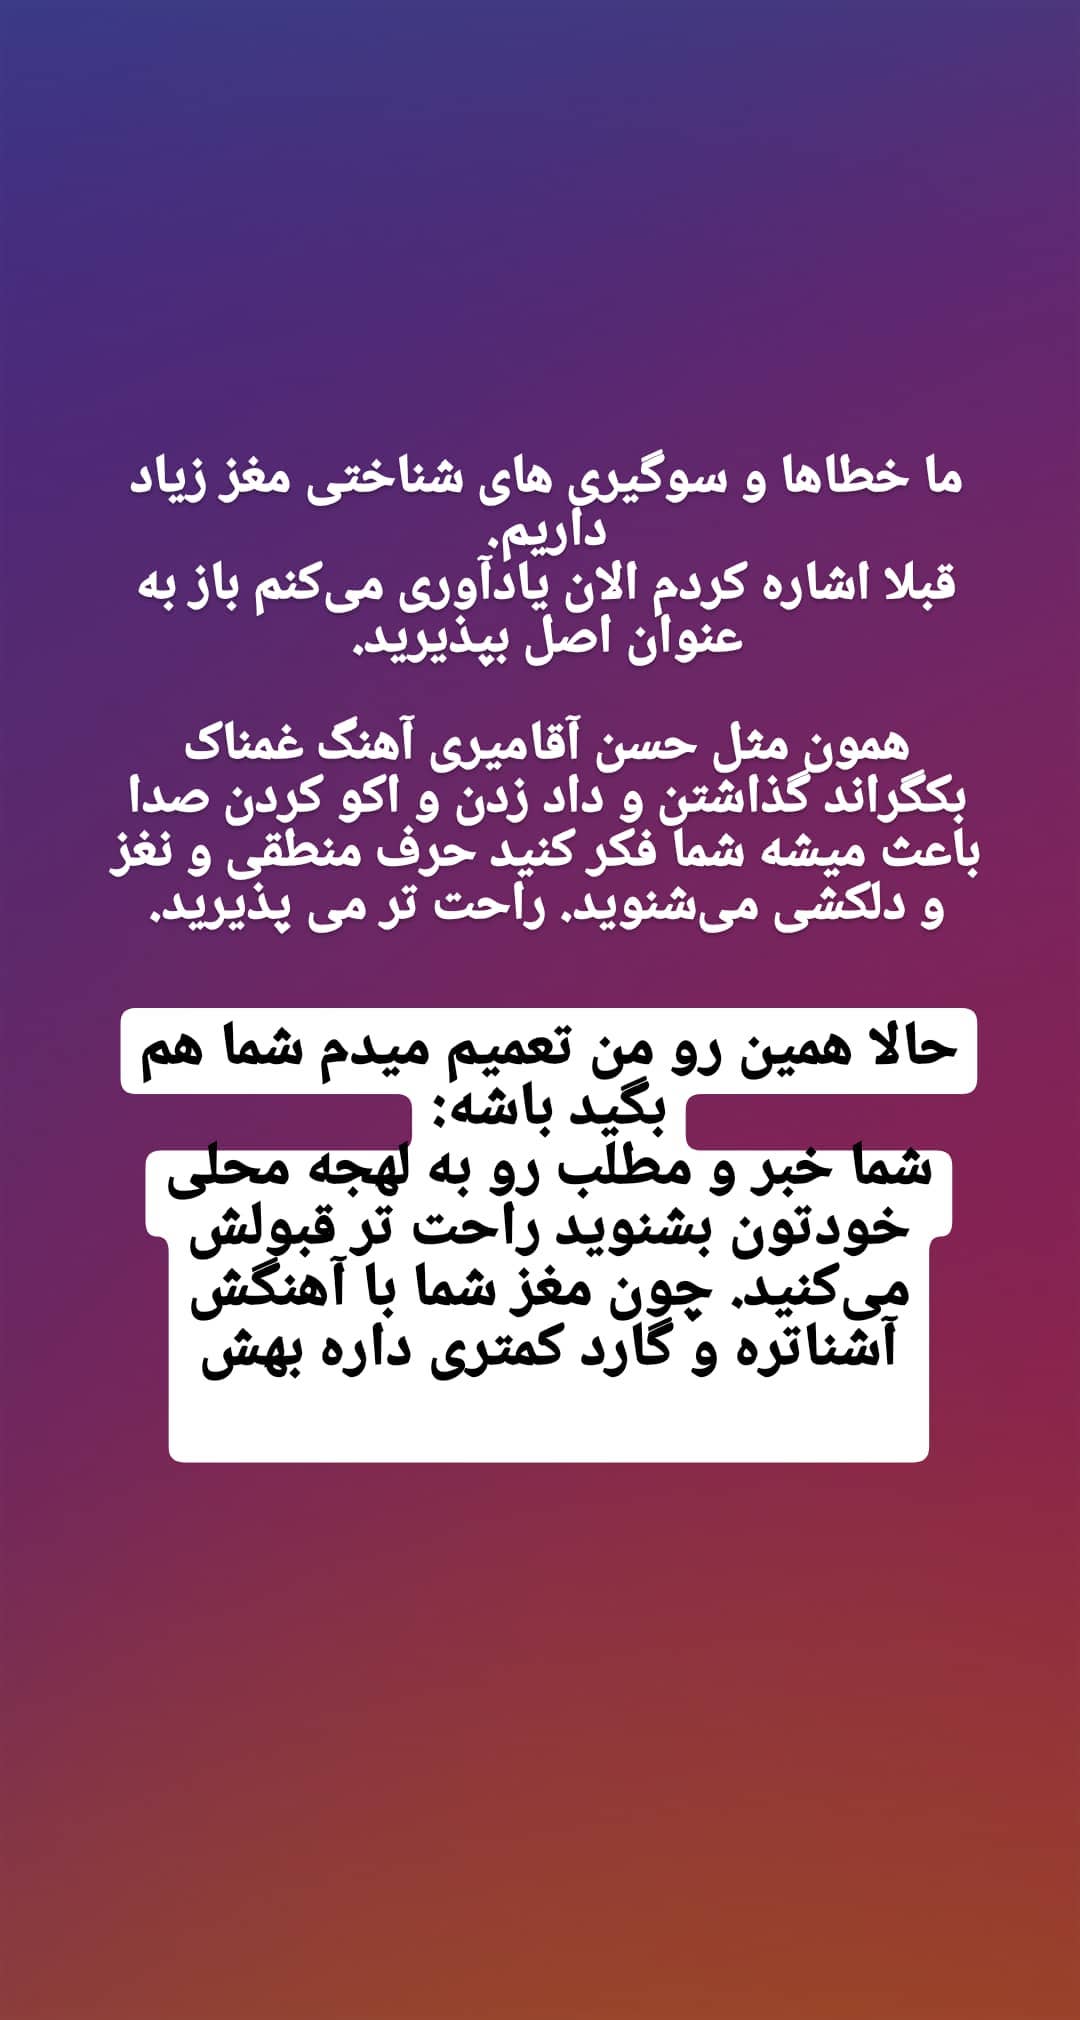 ما خطاها و سوگیری های شناختی مغز زیاد
داریم.
قبلا اشاره کردم الان یادآوری می‌کنم باز به
عنوان اصل بپذیرید.
همون مثل حسن آقامیری آهنگ غمناک
بکگراند گذاشتن و داد زدن و اکو کردن صدا
باعث میشه شما فکر کنید حرف منطقی و نغز
و دلکشی می‌شنوید. راحت تر می پذیرید.
حالا همین رو من تعمیم میدم شما هم
بگید باشه:
شما خبر و مطلب رو به لهجه محلی
خودتون بشنوید راحت تر قبولش
می‌کنید. چون مغز شما با آهنگش
آشناتره و گارد کمتری داره بهش